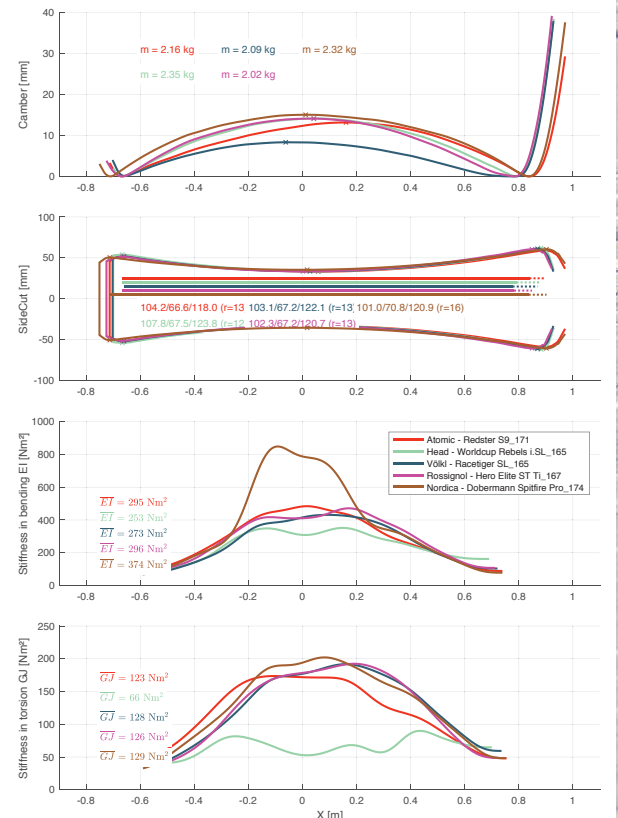 40
30
20
10
0
Camber [mm]
m = 2.16 kg m = 2.09 kg m = 2.32 kg
m = 2.35 kg m = 2.02 kg
-0.8 -0.6 -0.4 -0.2 0 0.2 0.4 0.6 0.8 1
100
50
0
-50
-100
SideCut [mm]
104.2/66.6/118.0 (r=13 103.1/67.2/122.1 (r=13) 101.0/70.8/120.9 (r=16)
107.8/67.5/123.8 (r=12 102.3/67.2/120.7 (r=13)
-0.8 -0.6 -0.4 -0.2 0 0.2 0.4 0.6 0.8 1
1000
800
600
400
200
0
Stiffness in bending EI [Nm²]
Atomic - Redster S9_171
Head - Worldcup Rebels i.SL_165
Völkl - Racetiger SL_165
Rossignol - Hero Elite ST Ti_167
Nordica - Dobermann Spitfire Pro_174
EI = 295 Nm²
EI = 253 Nm²
EI = 273 Nm²
EI = 296 Nm²
EI = 374 Nm²
-0.8 -0.6 -0.4 -0.2 0 0.2 0.4 0.6 0.8 1
250
200
150
100
50
0
Stiffness in torsion GJ [Nm²]
GJ = 123 Nm²
GJ = 66 Nm²
GJ = 128 Nm²
GJ = 126 Nm²
GJ = 129 Nm²
-0.8 -0.6 -0.4 -0.2 0 0.2 0.4 0.6 0.8 1
X [m]